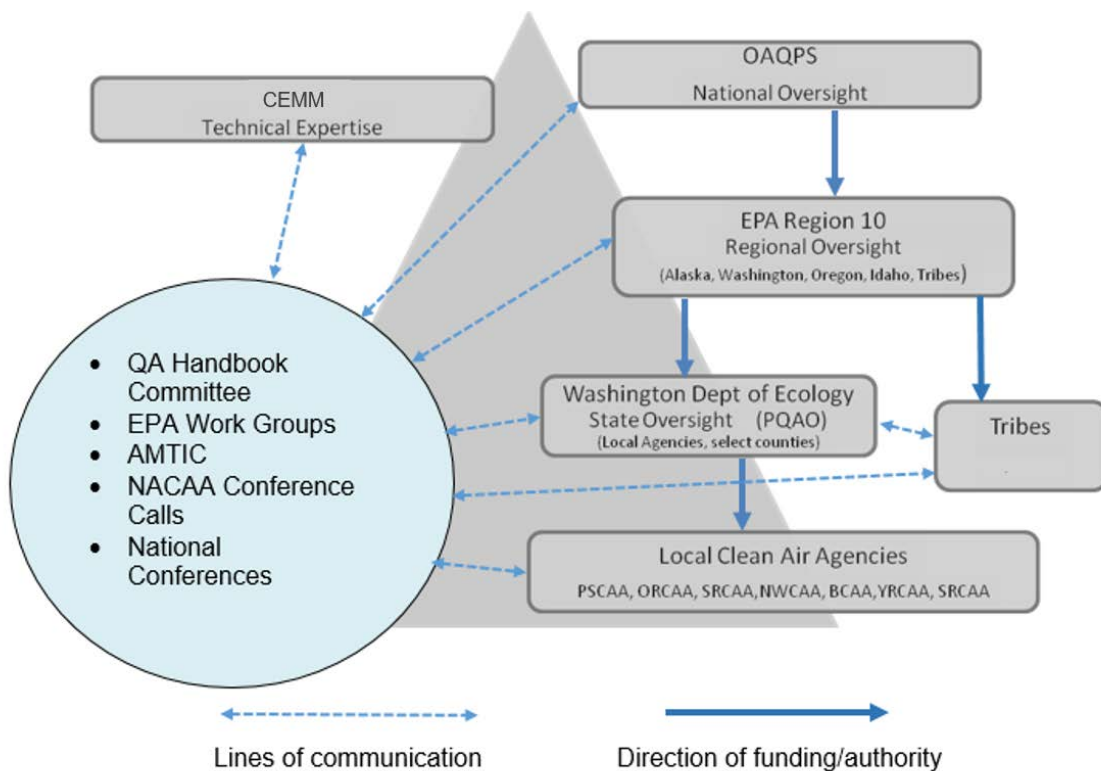 CEMM
Technical Expertise
OAQPS
National Oversight
EPA Region 10
Regional Oversight
(Alaska, Washington, Oregon, Idaho, Tribes)
• QA Handbook
Committee
• EPA Work Groups
• AMTIC
• NACAA Conference
Calls
• National
Conferences
Washington Dept of Ecology
State Oversight (PQAO)
(Local Agencies, select counties)
Tribes
Local Clean Air Agencies
PSCAA, ORCAA, SRCAA,NWCAA, BCAA,YRCAA, SRCAA
Lines of communication
Direction of funding/authority